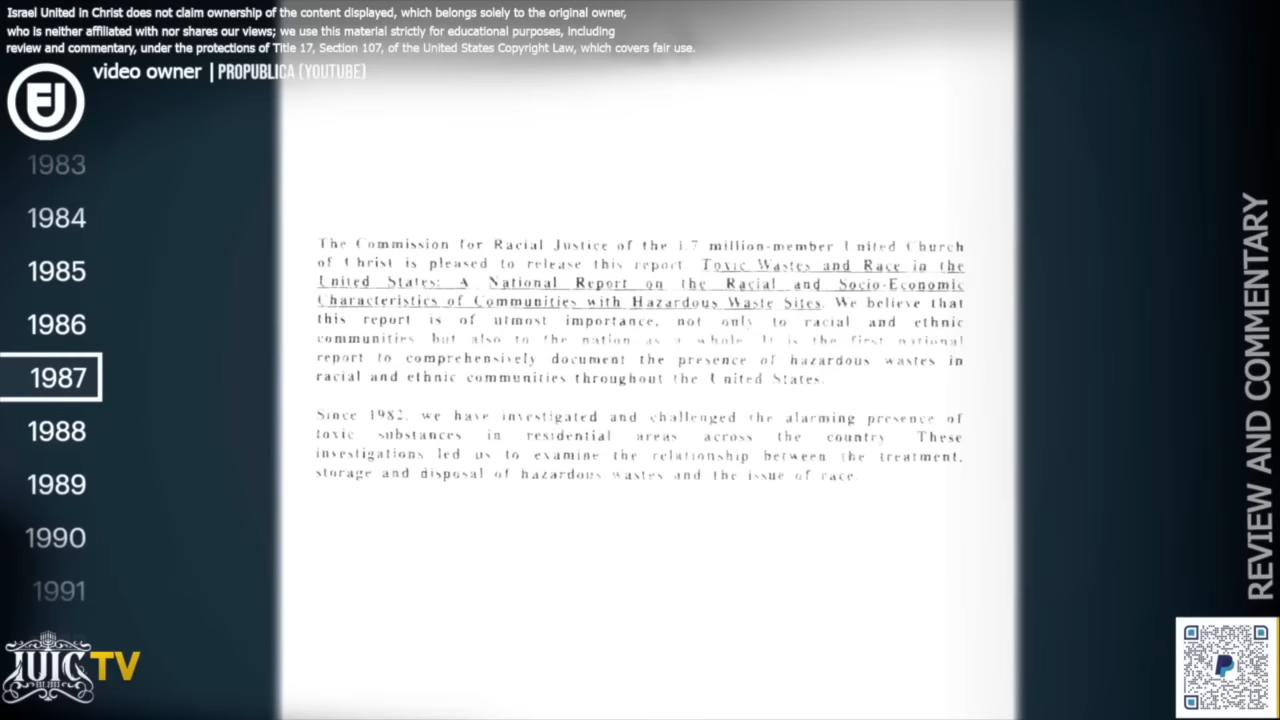 Israel United in Christ does not claim ownership of the content displayed, which belongs solely to the original owner,
who is neither affiliated with nor shares our views; we use this material strictly for educational purposes, including
review and commentary, under the protections of Title 17, Section 107, of the United States Copyright Law, which covers fair use.
video owner | PROPUBLICA (YOUTUBE)
1983
1984
1985
1986
1987
1988
1989
1990
1991
The Commission for Racial Justice of the 1.7 million-member United Church
of Christ is pleased to release this report Toxic Wastes and Race in the
United States: A National Report on the Racial and Socio-Economic
Characteristics of Communities with Hazardous Waste Sites. We believe that
this report is of utmost importance, not only to racial and ethnic
communities but also to the nation as a whole It is the first national
report to comprehensively document the presence of hazardous wastes in
racial and ethnic communities throughout the United States.
Since 1982, we have investigated and challenged the alarming presence of
toxic substances in residential areas across the country These
investigations led us to examine the relationship between the treatment,
storage and disposal of hazardous wastes and the issue of race.
REVIEW AND COMMENTARY
IUIC TV